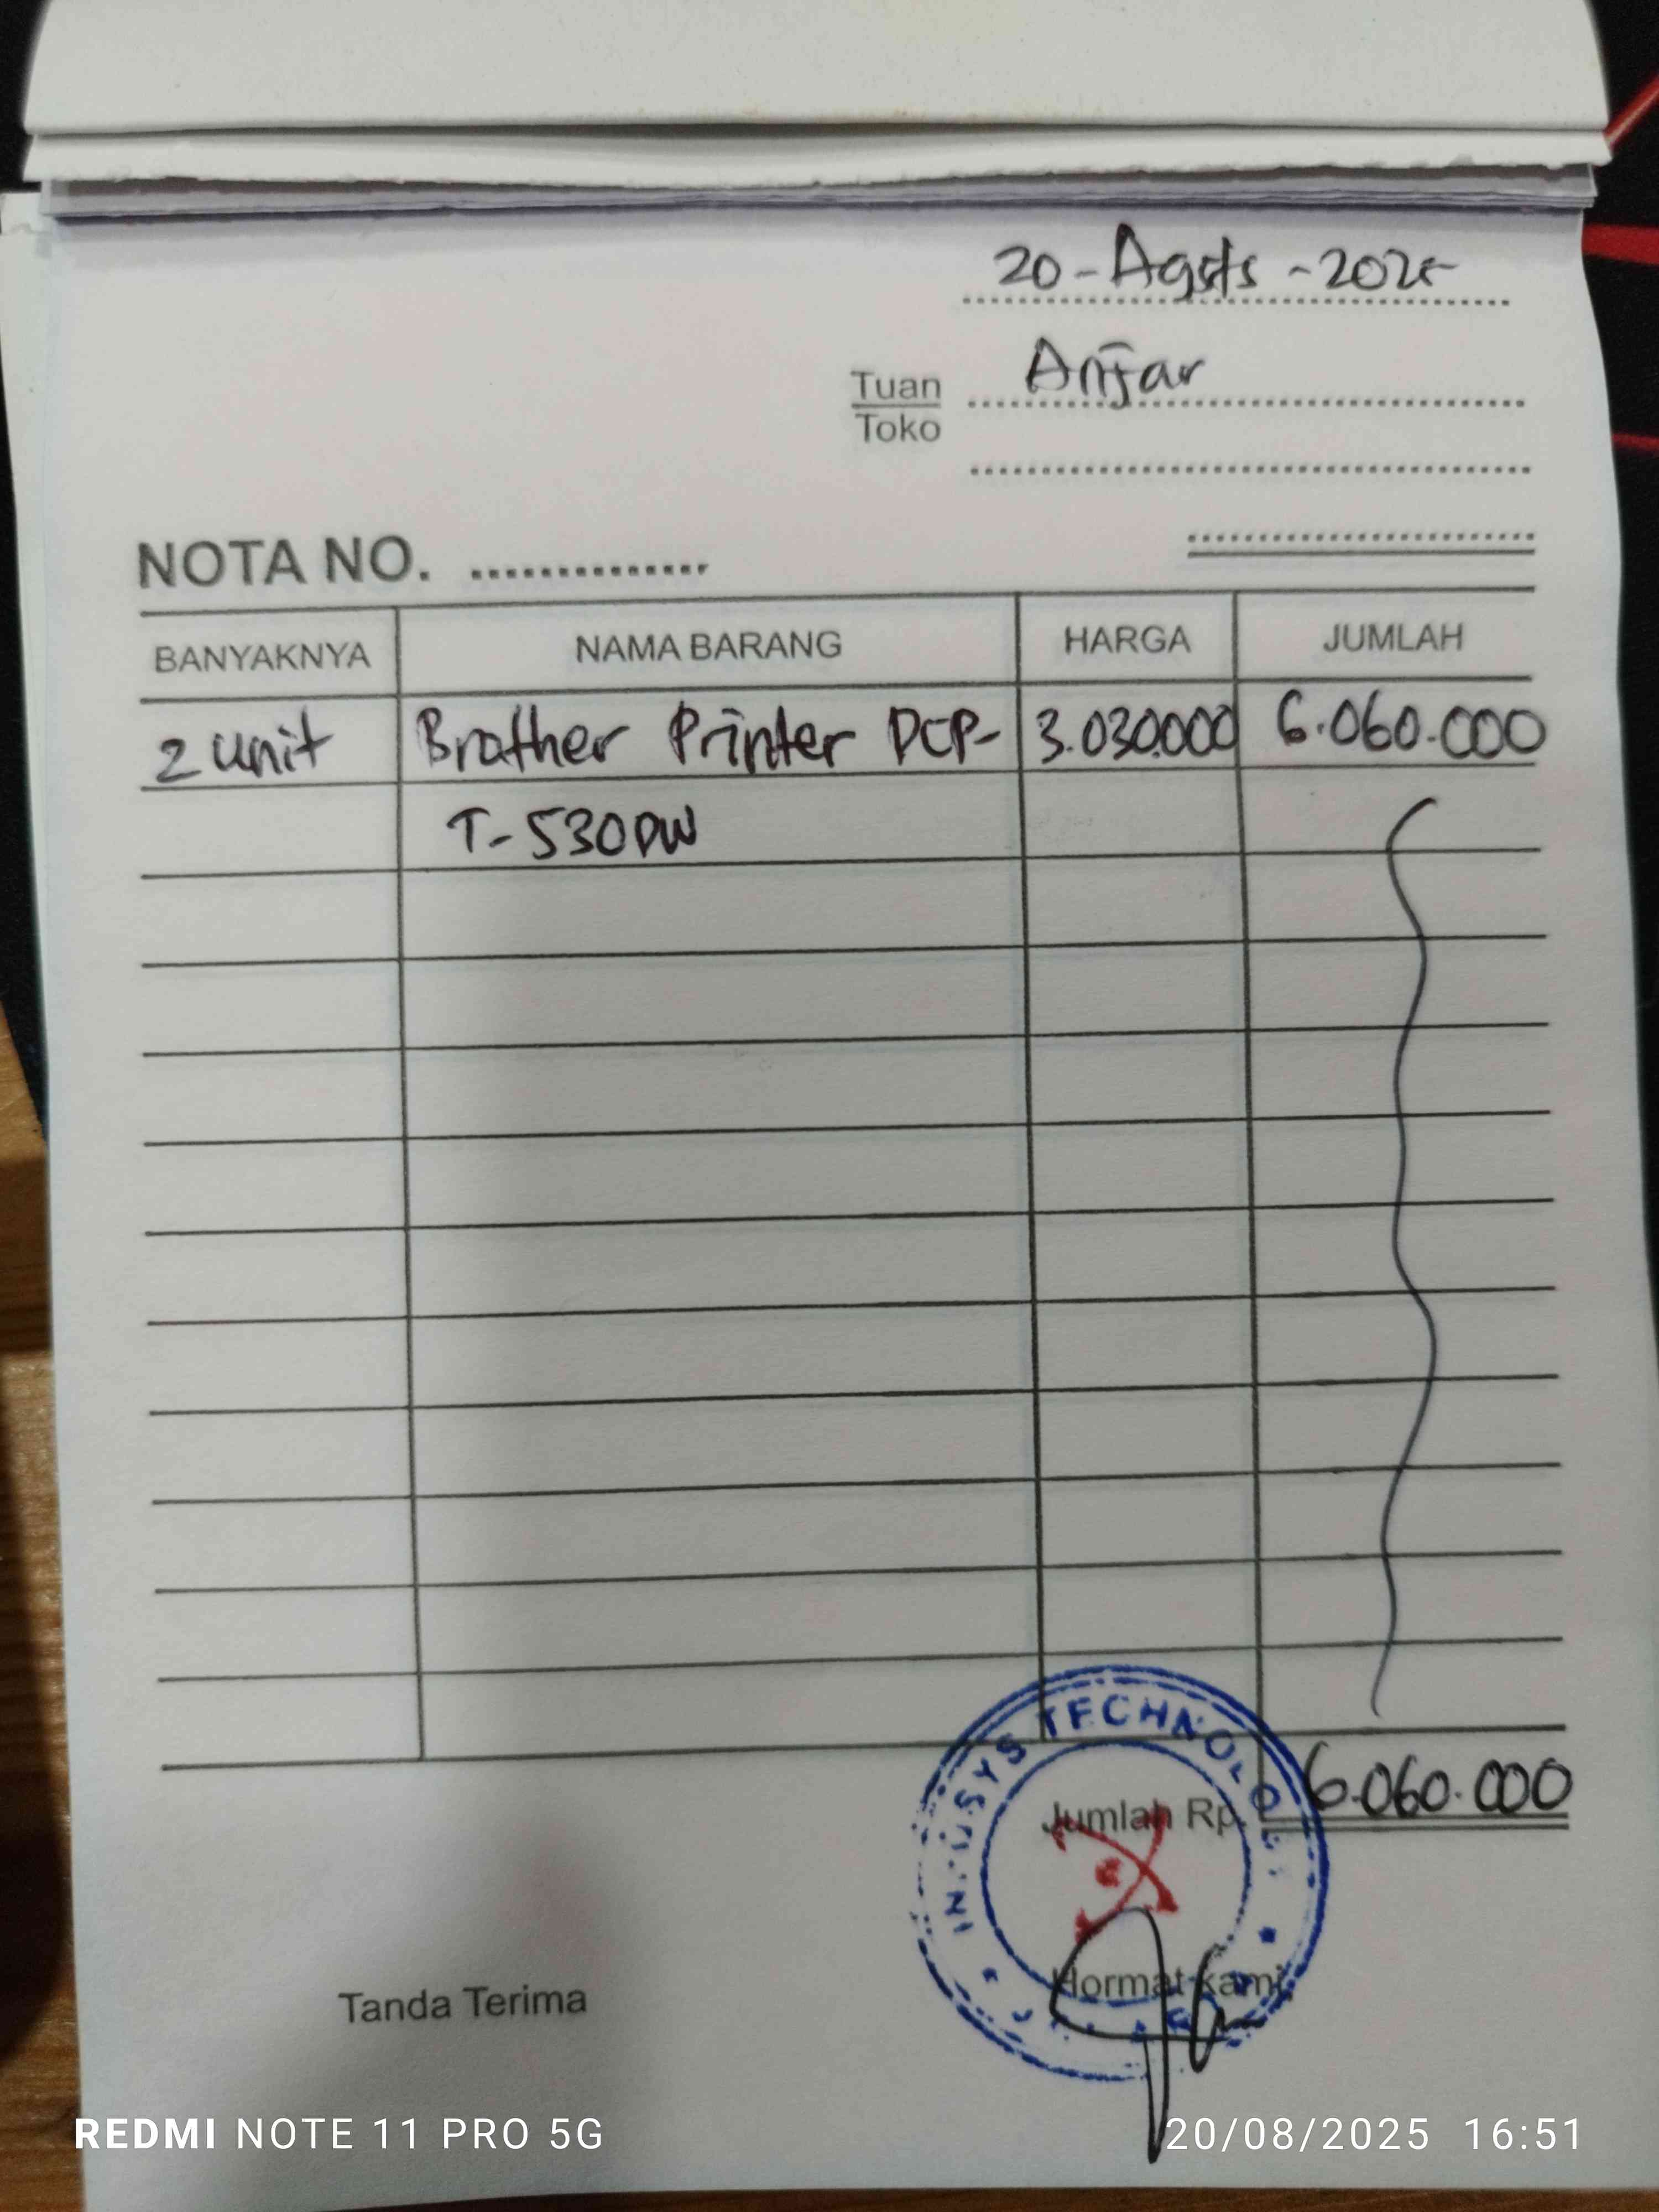 20-Agsts-2025
Tuan Anjar
Toko
NOTA NO. ...............
BANYAKNYA NAMA BARANG HARGA JUMLAH
2 unit Brother Printer DCP- 3.030.000 6.060.000
T-530DW
TECHNOLOGY
Jumlah Rp. 6.060.000
Tanda Terima Hormat kami,
REDMI NOTE 11 PRO 5G 20/08/2025 16:51